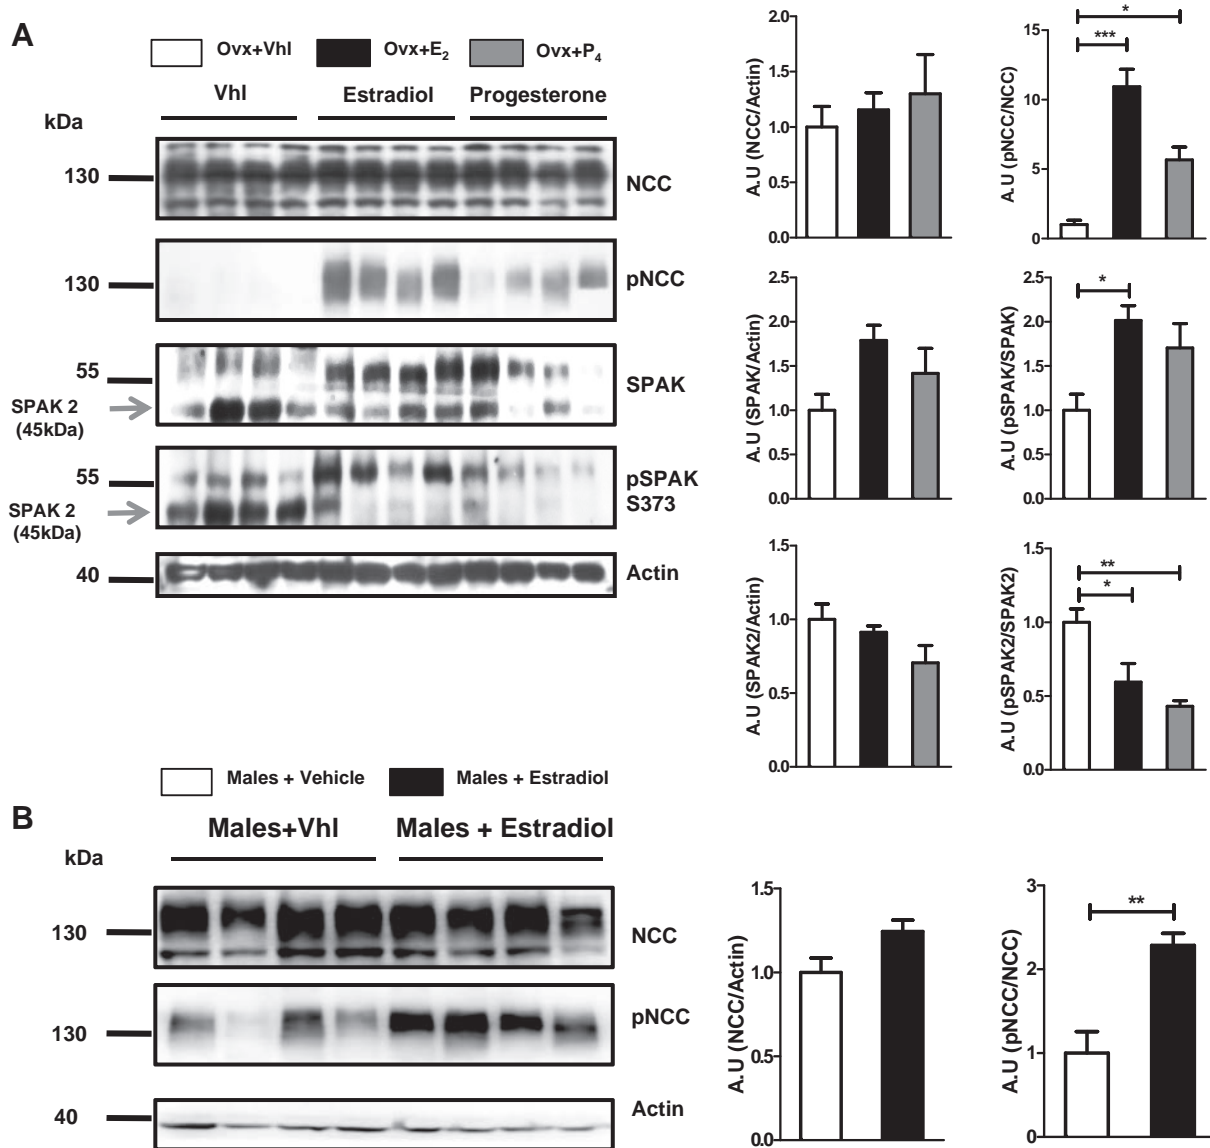 A
Ovx+Vhl Ovx+E2 Ovx+P4
Vhl Estradiol Progesterone
kDa
130 NCC
130 pNCC
55 SPAK
SPAK 2
(45kDa)
55 pSPAK
S373
SPAK 2
(45kDa)
40 Actin
A.U (NCC/Actin)
2.0
1.5
1.0
0.5
0.0
A.U (pNCC/NCC)
15
10
5
0
*
***
A.U (SPAK/Actin)
2.5
2.0
1.5
1.0
0.5
0.0
A.U (pSPAK/SPAK)
2.5
2.0
1.5
1.0
0.5
0.0
*
A.U (SPAK2/Actin)
1.5
1.0
0.5
0.0
A.U (pSPAK2/SPAK2)
1.5
1.0
0.5
0.0
**
*
B
Males + Vehicle Males + Estradiol
Males+Vhl Males + Estradiol
kDa
130 NCC
130 pNCC
40 Actin
A.U (NCC/Actin)
1.5
1.0
0.5
0.0
A.U (pNCC/NCC)
3
2
1
0
**